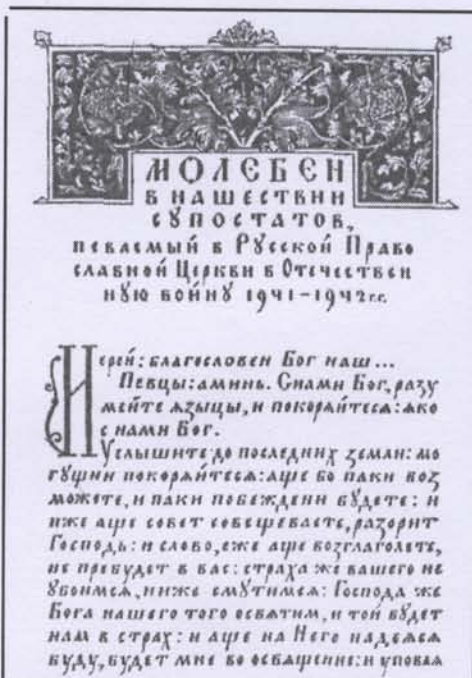 МОЛЕБЕН
В НАШЕСТВИИ
СУПОСТАТОВ,
певаемый в Русской Право
славной Церкви в Отечествен
ную войну 1941-1942 г.г.
Иерей: благословен Бог наш...
Певцы: аминь. С нами Бог, разу
мейте языцы, и покоряйтеся: яко
с нами Бог.
Услышите до последних земли: мо
гущии покоряйтеся: аще бо паки воз
можете, и паки побеждени будете: и
иже аще совет совещеваете, разорит
Господь: и слово, еже аще возглаголете,
не пребудет в вас: страха же вашего не
убоимся, ниже смутимся: Господа же
Бога нашего того освятим, и той будет
нам в страх: и аще на Него надеяся
буду, будет мне во освящение: и уповая